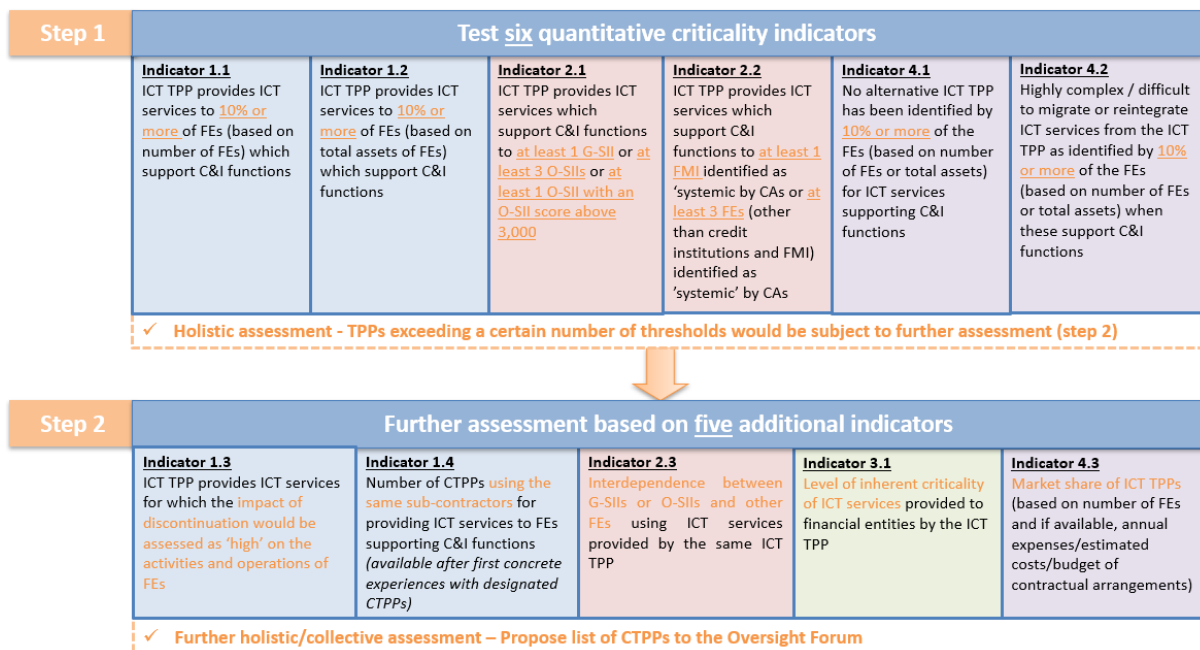 Step 1
Test six quantitative criticality indicators
Indicator 1.1
ICT TPP provides ICT
services to 10% or
more of FEs (based on
number of FEs) which
support C&I functions
Indicator 1.2
ICT TPP provides ICT
services to 10% or
more of FEs (based on
total assets of FEs)
which support C&I
functions
Indicator 2.1
ICT TPP provides ICT
services which
support C&I functions
to at least 1 G-SII or at
least 3 O-SIIs or at
least 1 O-SII with an
O-SII score above
3,000
Indicator 2.2
ICT TPP provides ICT
services which
support C&I
functions to at least 1
FMI identified as
‘systemic by CAs or at
least 3 FEs (other
than credit
institutions and FMI)
identified as
’systemic’ by CAs
Indicator 4.1
No alternative ICT TPP
has been identified by
10% or more of the
FEs (based on number
of FEs or total assets)
for ICT services
supporting C&I
functions
Indicator 4.2
Highly complex / difficult
to migrate or reintegrate
ICT services from the ICT
TPP as identified by 10%
or more of the FEs
(based on number of FEs
or total assets) when
these support C&I
functions
✓ Holistic assessment - TPPs exceeding a certain number of thresholds would be subject to further assessment (step 2)
Step 2
Further assessment based on five additional indicators
Indicator 1.3
ICT TPP provides ICT services
for which the impact of
discontinuation would be
assessed as ‘high’ on the
activities and operations of
FEs
Indicator 1.4
Number of CTPPs using the
same sub-contractors for
providing ICT services to FEs
supporting C&I functions
(available after first concrete
experiences with designated
CTPPs)
Indicator 2.3
Interdependence between
G-SIIs or O-SIIs and other
FEs using ICT services
provided by the same ICT
TPP
Indicator 3.1
Level of inherent criticality
of ICT services provided to
financial entities by the ICT
TPP
Indicator 4.3
Market share of ICT TPPs
(based on number of FEs
and if available, annual
expenses/estimated
costs/budget of
contractual arrangements)
✓ Further holistic/collective assessment – Propose list of CTPPs to the Oversight Forum